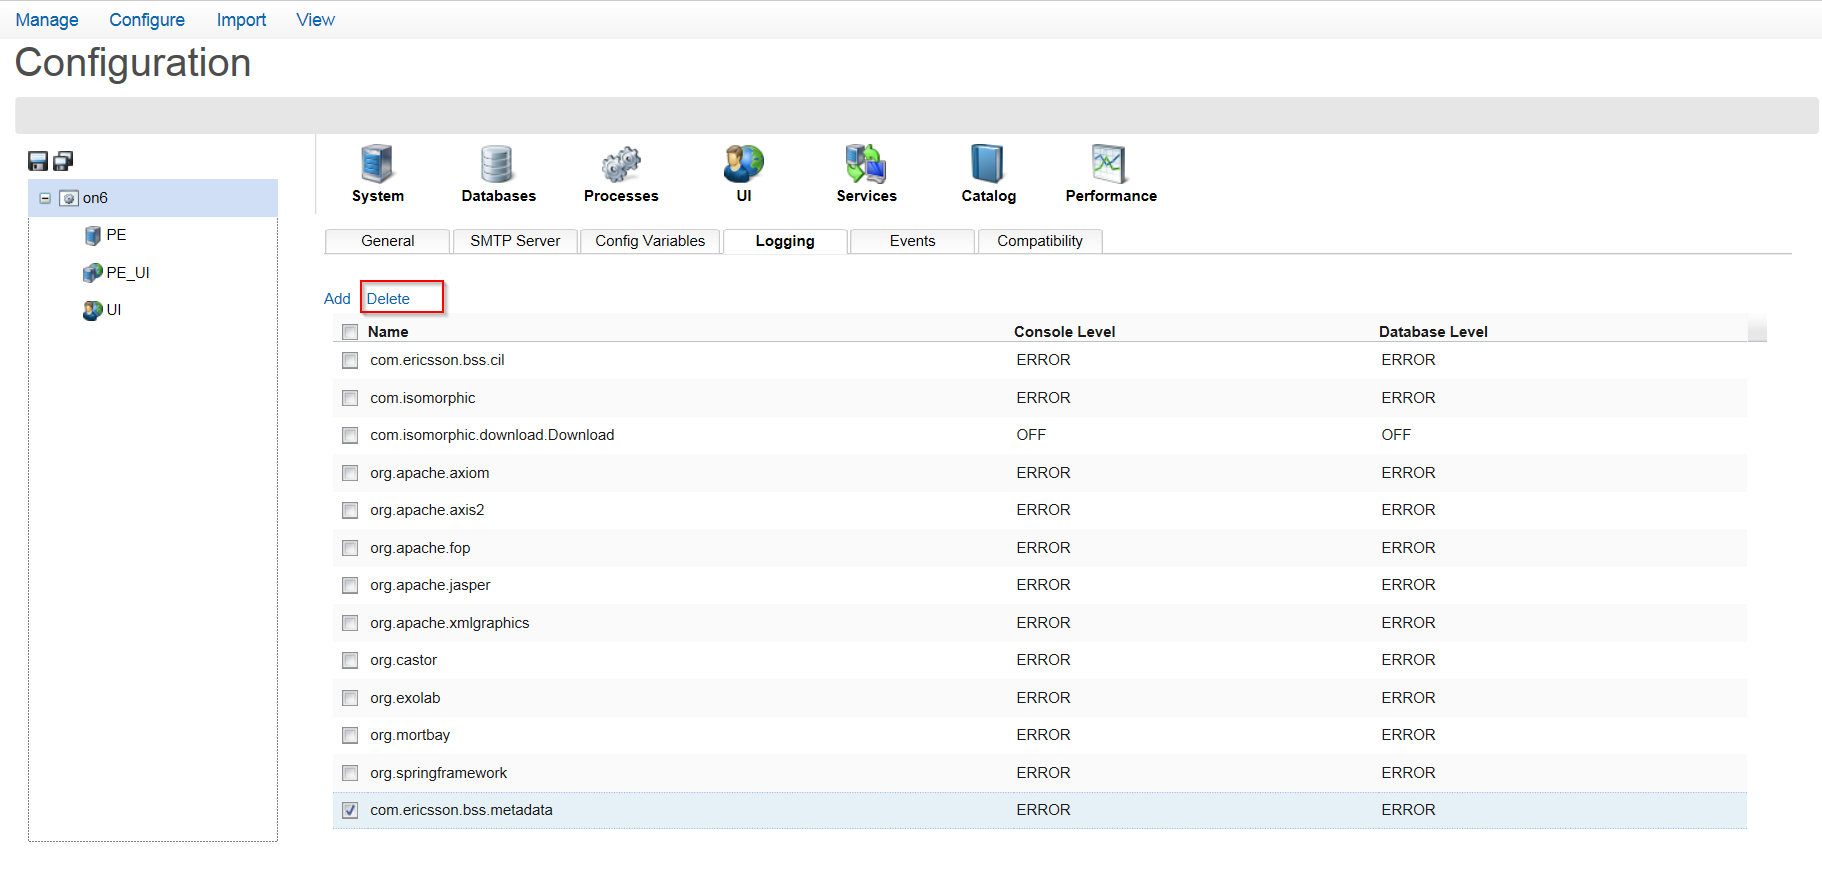 Manage Configure Import View
Configuration
on6
PE
PE_UI
UI
System Databases Processes UI Services Catalog Performance
General SMTP Server Config Variables Logging Events Compatibility
Add Delete
Name Console Level Database Level
com.ericsson.bss.cil ERROR ERROR
com.isomorphic ERROR ERROR
com.isomorphic.download.Download OFF OFF
org.apache.axiom ERROR ERROR
org.apache.axis2 ERROR ERROR
org.apache.fop ERROR ERROR
org.apache.jasper ERROR ERROR
org.apache.xmlgraphics ERROR ERROR
org.castor ERROR ERROR
org.exolab ERROR ERROR
org.mortbay ERROR ERROR
org.springframework ERROR ERROR
com.ericsson.bss.metadata ERROR ERROR